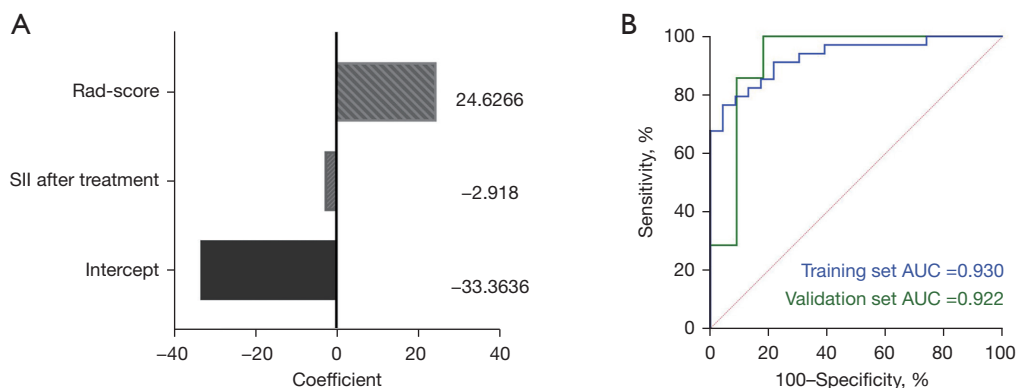 A
Rad-score
24.6266
SII after treatment
−2.918
Intercept
−33.3636
−40
−20
0
20
40
Coefficient
B
100
80
60
40
20
0
Sensitivity, %
Training set AUC =0.930
Validation set AUC =0.922
0
20
40
60
80
100
100–Specificity, %